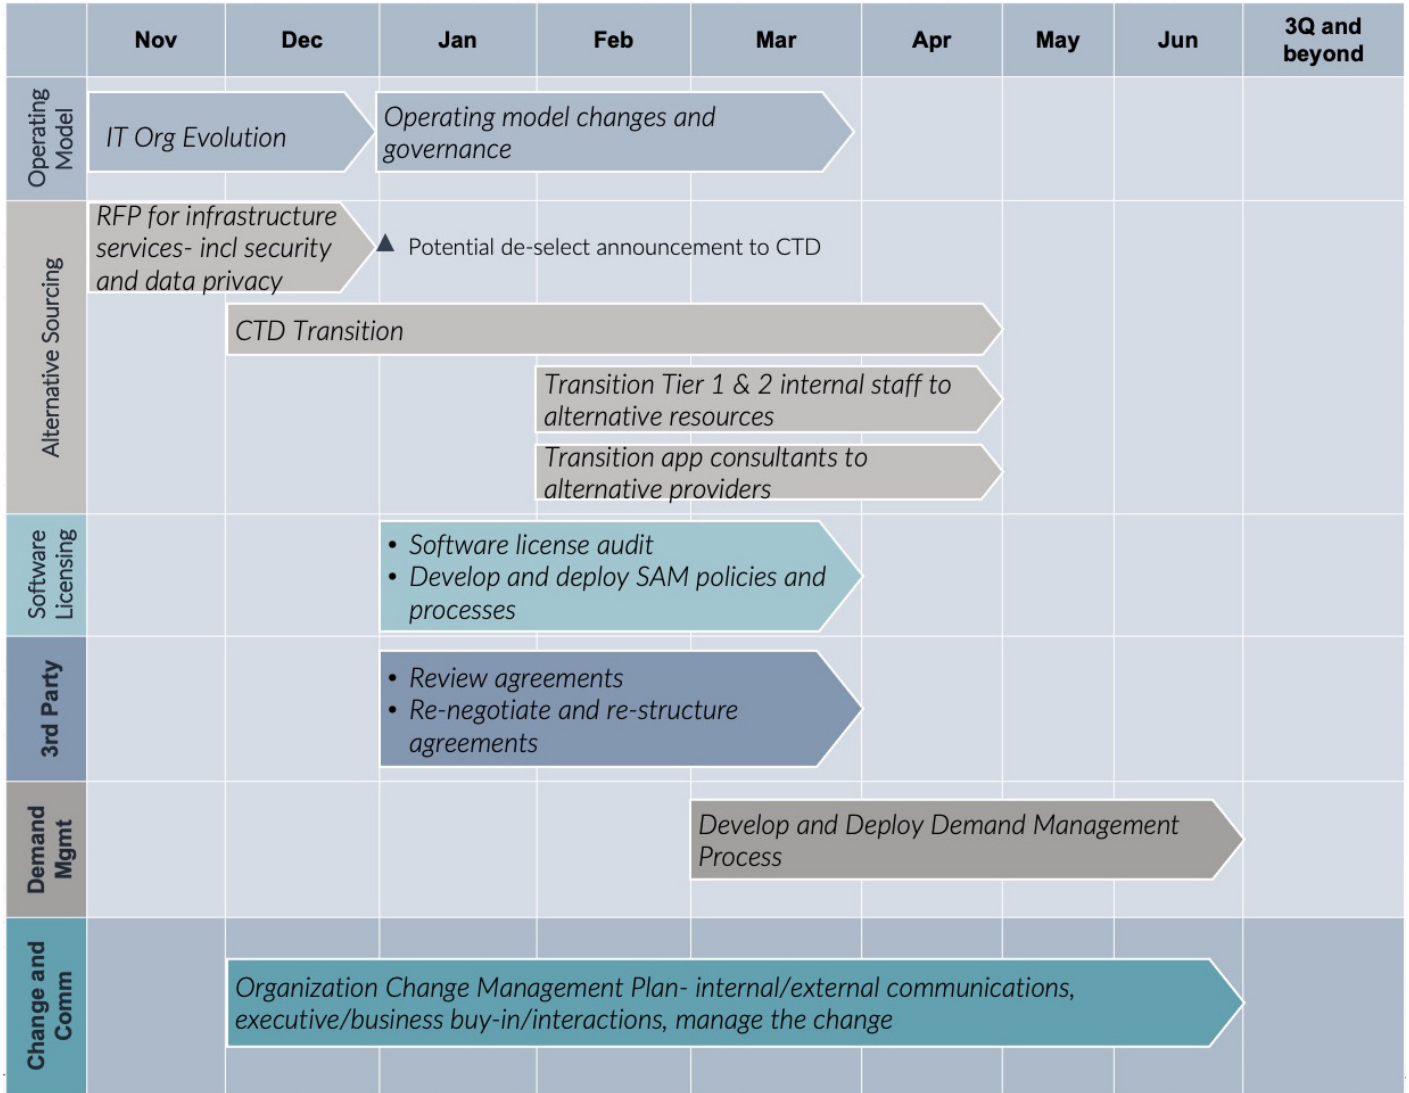 Nov Dec Jan Feb Mar Apr May Jun 3Q and
beyond
Operating
Model
IT Org Evolution
Operating model changes and
governance
Alternative Sourcing
RFP for infrastructure
services- incl security
and data privacy
▲ Potential de-select announcement to CTD
CTD Transition
Transition Tier 1 & 2 internal staff to
alternative resources
Transition app consultants to
alternative providers
Software
Licensing
• Software license audit
• Develop and deploy SAM policies and
processes
3rd Party
• Review agreements
• Re-negotiate and re-structure
agreements
Demand
Mgmt
Develop and Deploy Demand Management
Process
Change and
Comm
Organization Change Management Plan- internal/external communications,
executive/business buy-in/interactions, manage the change